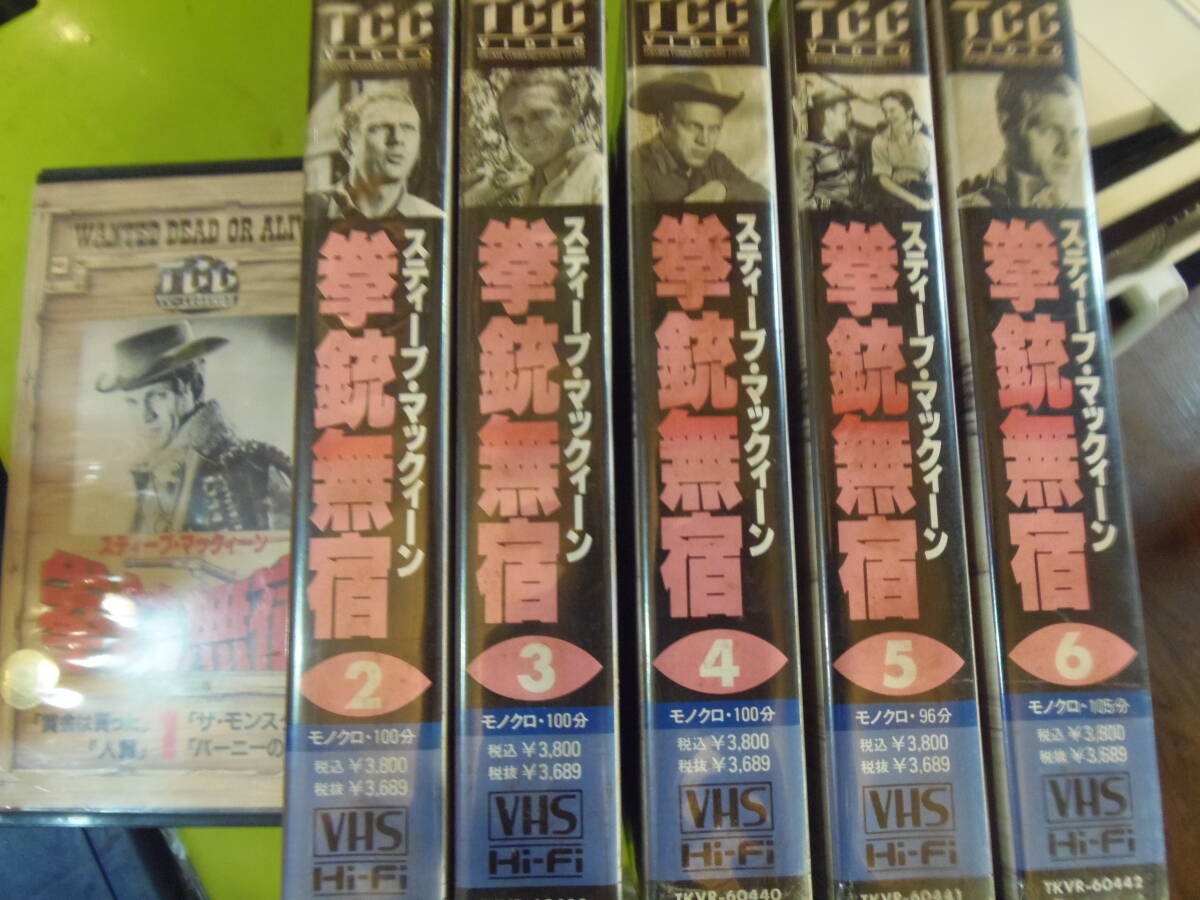 WANTED DEAD OR ALI
TCC
スティーブ・マックィーン
「賞金は貰った」
「ザ・モンスタ
「人質」
「バーニーの
TCC
VIDEO
スティーブ・マックィーン
拳銃無宿
2
モノクロ・100分
税込 ¥3,800
税抜 ¥3,689
VHS
Hi-Fi
TCC
VIDEO
スティーブ・マックィーン
拳銃無宿
3
モノクロ・100分
税込 ¥3,800
税抜 ¥3,689
VHS
Hi-Fi
TCC
VIDEO
スティーブ・マックィーン
拳銃無宿
4
モノクロ・100分
税込 ¥3,800
税抜 ¥3,689
VHS
Hi-Fi
TKVR-60440
TCC
VIDEO
スティーブ・マックィーン
拳銃無宿
5
モノクロ・96分
税込 ¥3,800
税抜 ¥3,689
VHS
Hi-Fi
TKVR-60441
TCC
VIDEO
スティーブ・マックィーン
拳銃無宿
6
モノクロ・105分
税込 ¥3,800
税抜 ¥3,689
VHS
Hi-Fi
TKVR-60442